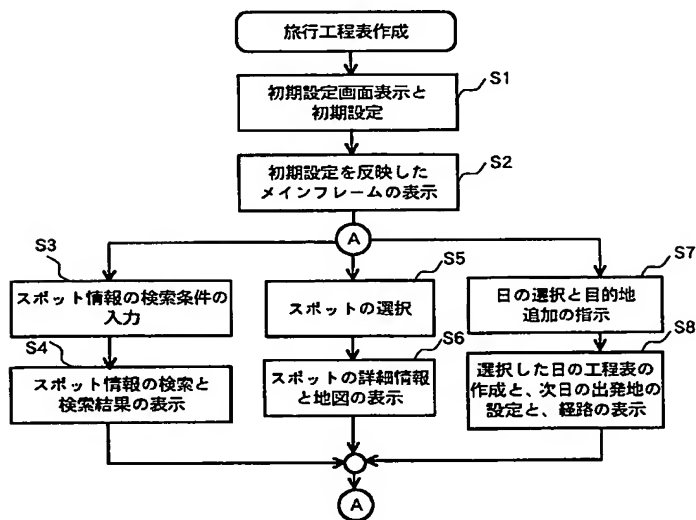 旅行工程表作成
S1
初期設定画面表示と
初期設定
S2
初期設定を反映した
メインフレームの表示
A
S3
スポット情報の検索条件の
入力
S4
スポット情報の検索と
検索結果の表示
S5
スポットの選択
S6
スポットの詳細情報
と地図の表示
S7
日の選択と目的地
追加の指示
S8
選択した日の工程表の
作成と、次日の出発地の
設定と、経路の表示
A